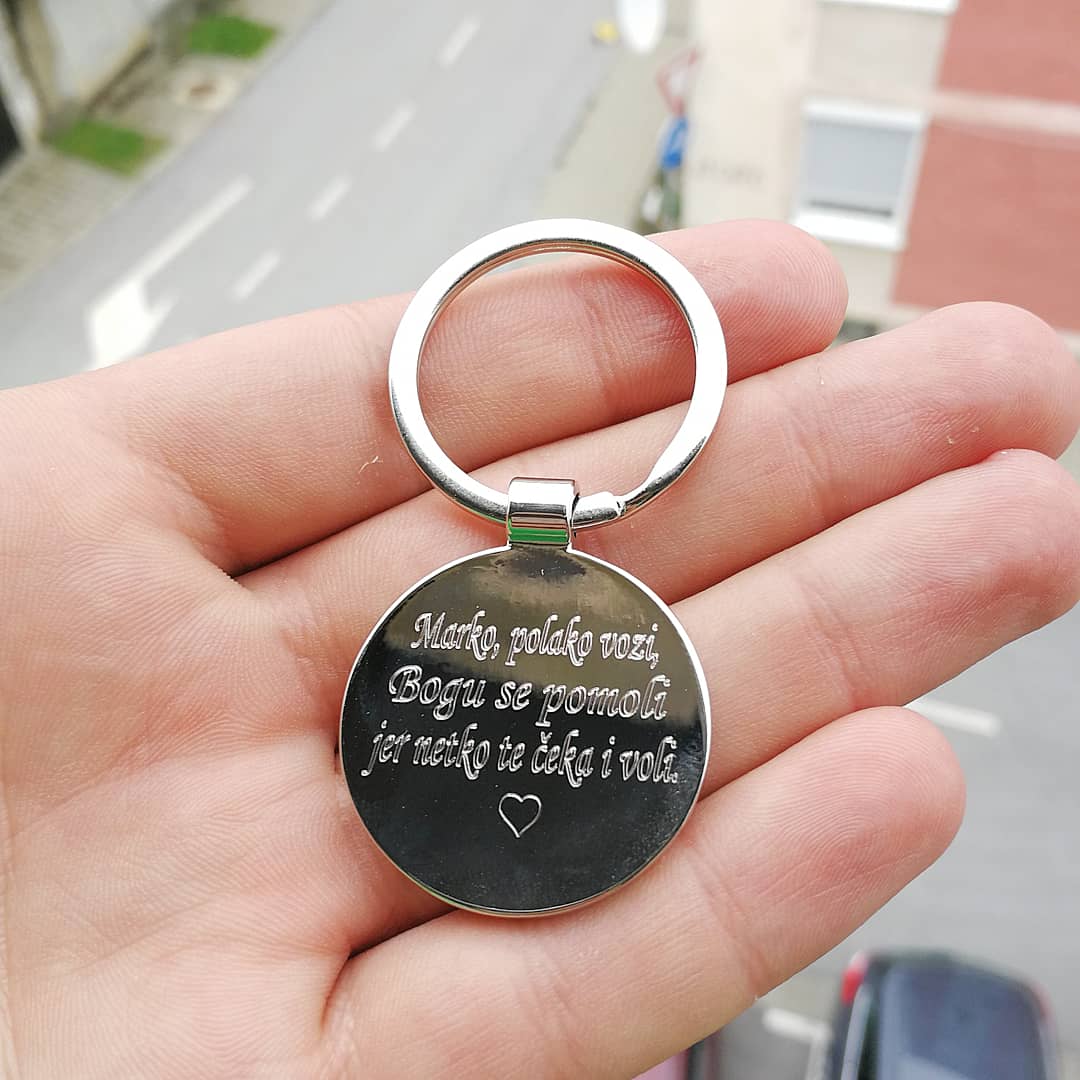 Marko, polako vozi,
Bogu se pomoli
jer netko te čeka i voli.